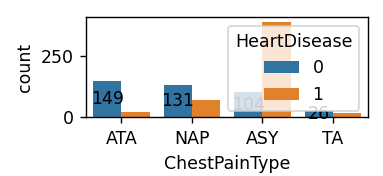 count
250
0
149
131
104
26
HeartDisease
0
1
ATA NAP ASY TA
ChestPainType